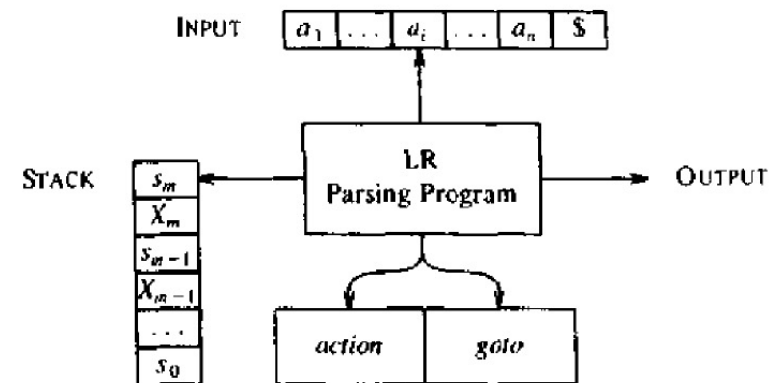 INPUT a₁ ... aᵢ ... aₙ $
LR
Parsing Program
STACK
OUTPUT
sₘ
Xₘ
sₘ₋₁
Xₘ₋₁
...
s₀
action goto